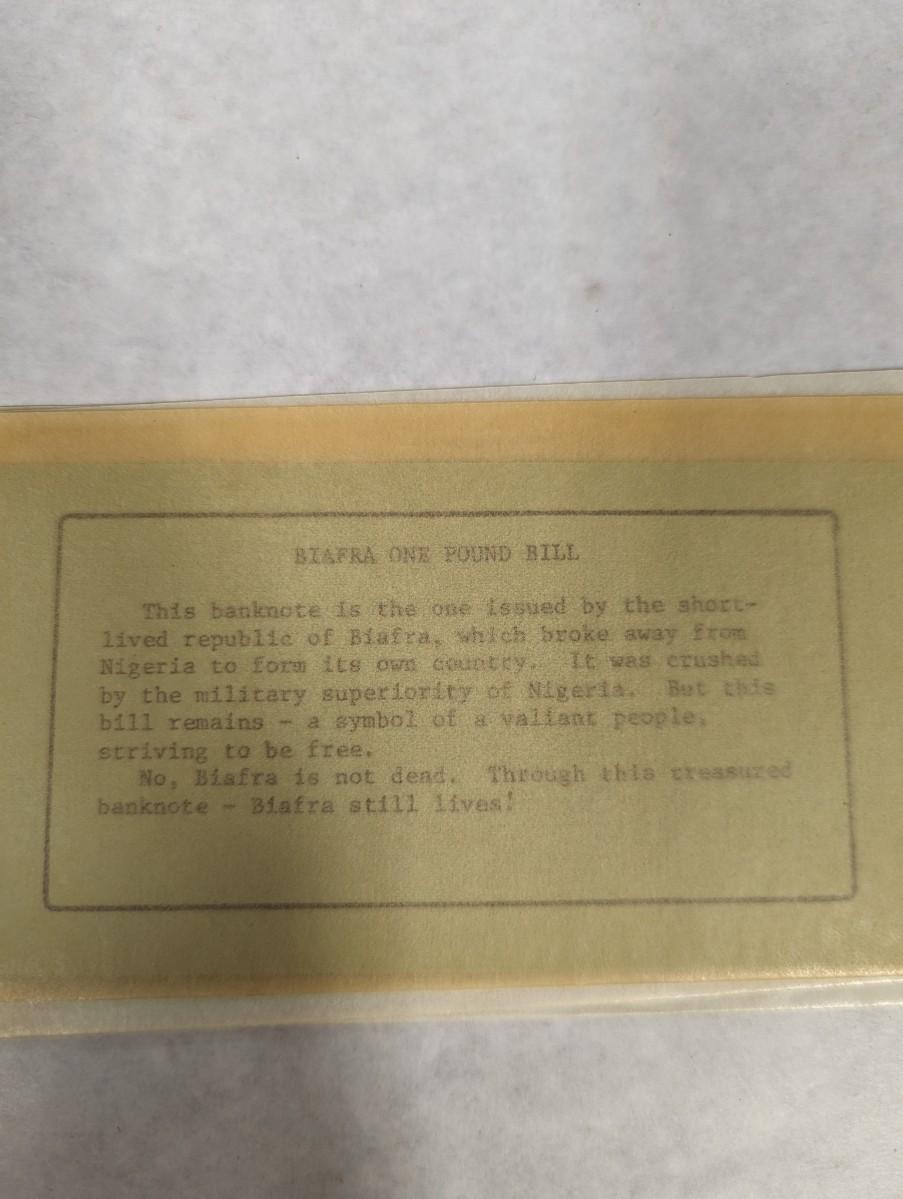 BIAFRA ONE POUND BILL
This banknote is the one issued by the short-
lived republic of Biafra, which broke away from
Nigeria to form its own country. It was crushed
by the military superiority of Nigeria. But this
bill remains - a symbol of a valiant people,
striving to be free.
No, Biafra is not dead. Through this treasured
banknote - Biafra still lives!